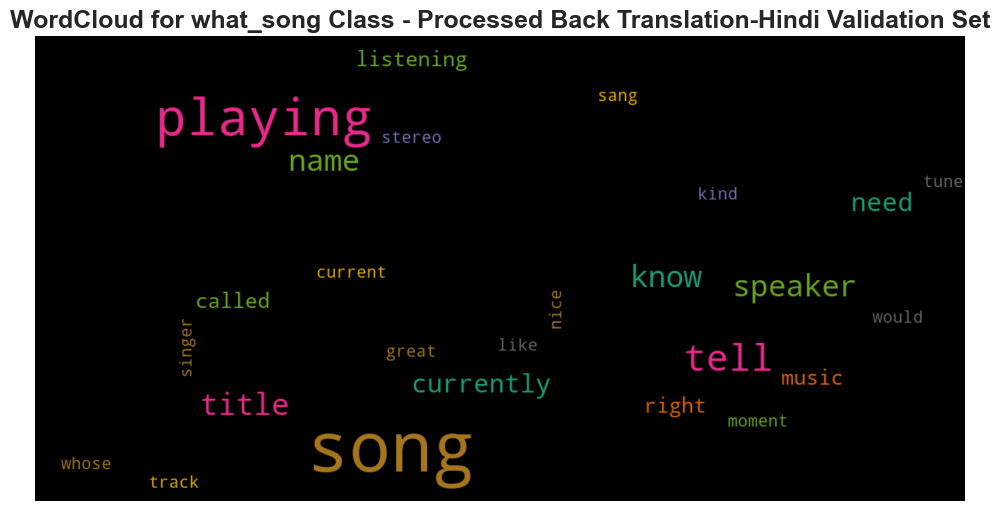 WordCloud for what_song Class - Processed Back Translation-Hindi Validation Set
listening
sang
playing
stereo
name
tune
kind
need
current
know
speaker
called
nice
would
singer
like
great
tell
currently
music
title
right
moment
song
whose
track